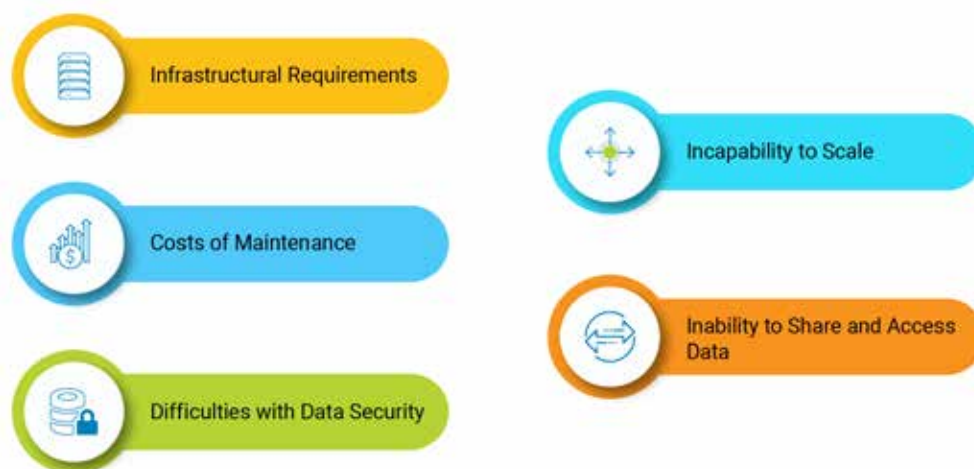 Infrastructural Requirements
Costs of Maintenance
Difficulties with Data Security
Incapability to Scale
Inability to Share and Access
Data